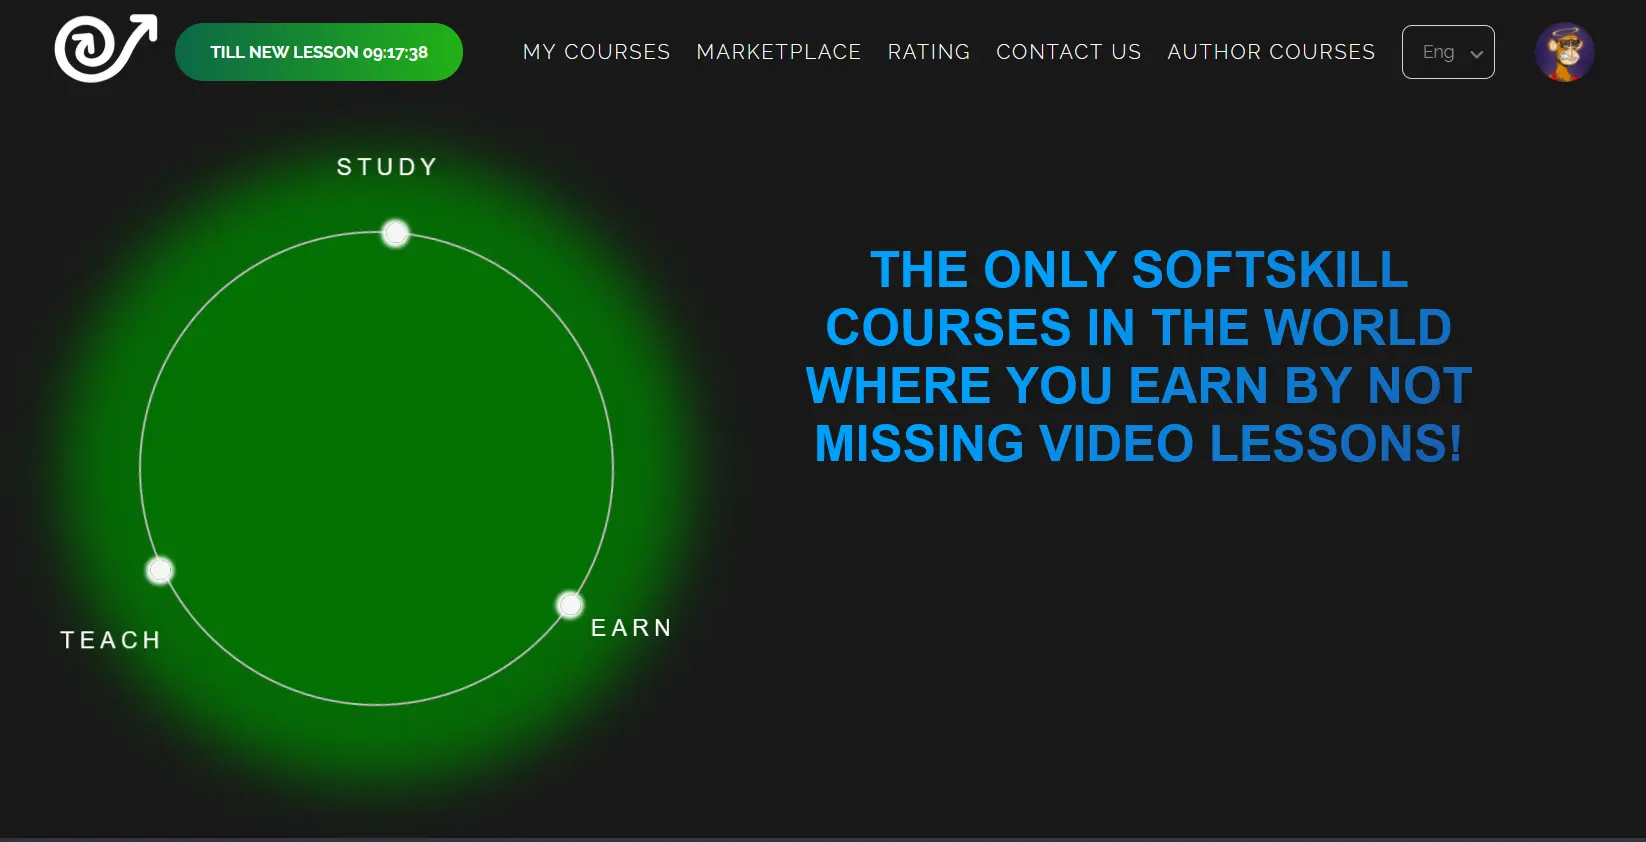 TILL NEW LESSON 09:17:38
MY COURSES MARKETPLACE RATING CONTACT US AUTHOR COURSES Eng
STUDY
THE ONLY SOFTSKILL
COURSES IN THE WORLD
WHERE YOU EARN BY NOT
MISSING VIDEO LESSONS!
EARN
TEACH